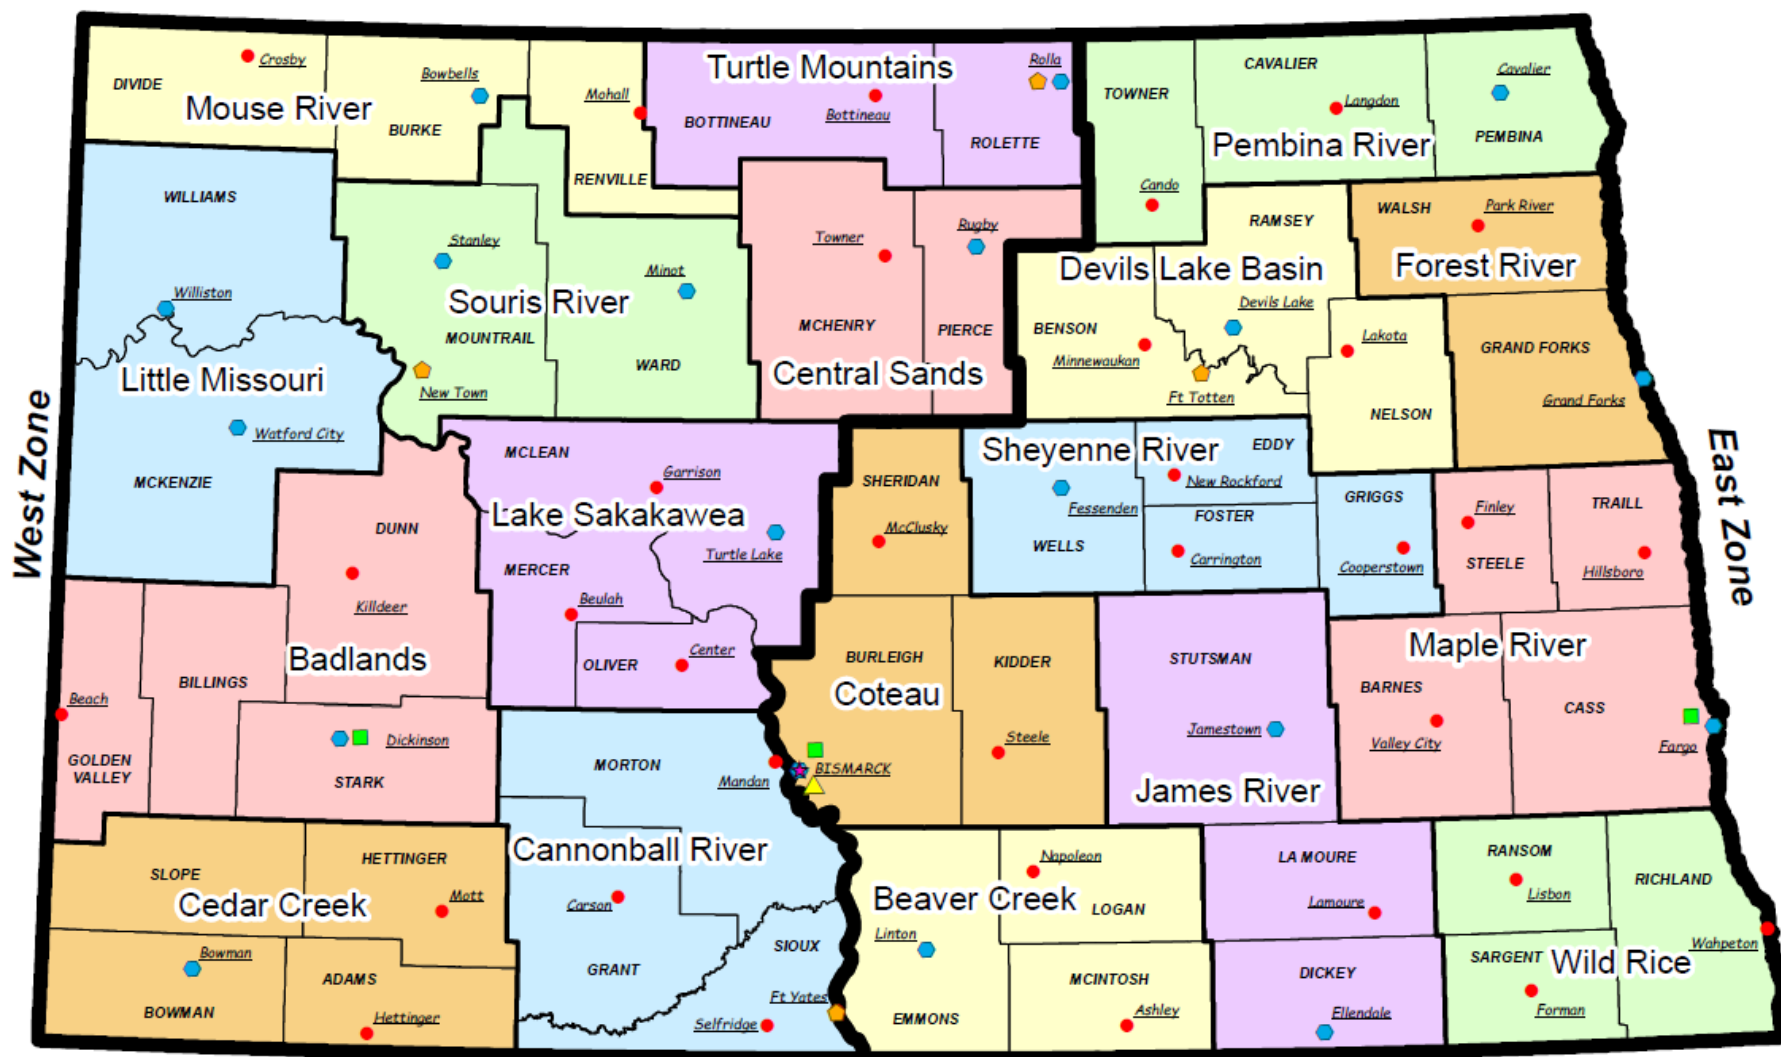 West Zone
East Zone
Mouse River
DIVIDE
Crosby
BURKE
Bowbells
RENVILLE
Mohall
Turtle Mountains
BOTTINEAU
Bottineau
ROLETTE
Rolla
Pembina River
TOWNER
Cando
CAVALIER
Langdon
PEMBINA
Cavalier
Little Missouri
WILLIAMS
Williston
MCKENZIE
Watford City
Souris River
MOUNTRAIL
Stanley
New Town
WARD
Minot
Central Sands
MCHENRY
Towner
PIERCE
Rugby
Devils Lake Basin
RAMSEY
Devils Lake
BENSON
Minnewaukan
Ft Totten
NELSON
Lakota
Forest River
WALSH
Park River
GRAND FORKS
Grand Forks
Badlands
DUNN
Killdeer
BILLINGS
GOLDEN
VALLEY
Beach
STARK
Dickinson
Lake Sakakawea
MCLEAN
Garrison
Turtle Lake
MERCER
Beulah
OLIVER
Center
Sheyenne River
WELLS
Fessenden
EDDY
New Rockford
FOSTER
Carrington
GRIGGS
Cooperstown
Coteau
SHERIDAN
McClusky
BURLEIGH
BISMARCK
KIDDER
Steele
James River
STUTSMAN
Jamestown
LA MOURE
Lamoure
DICKEY
Ellendale
Maple River
STEELE
Finley
TRAILL
Hillsboro
BARNES
Valley City
CASS
Fargo
Cedar Creek
SLOPE
HETTINGER
Mott
BOWMAN
Bowman
ADAMS
Hettinger
Cannonball River
MORTON
Mandan
GRANT
Carson
SIOUX
Ft Yates
Selfridge
Beaver Creek
EMMONS
Linton
LOGAN
Napoleon
MCINTOSH
Ashley
Wild Rice
RANSOM
Lisbon
SARGENT
Forman
RICHLAND
Wahpeton